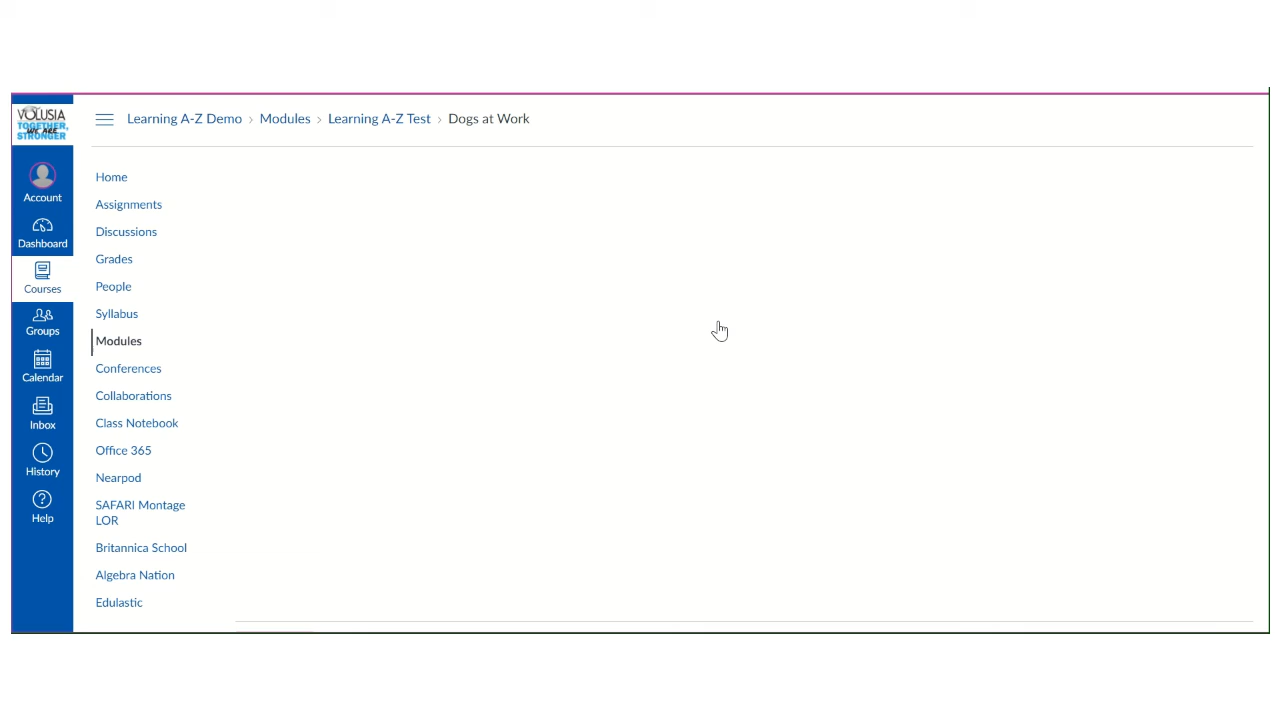 VOLUSIA
TOGETHER,
WE ARE
STRONGER
Learning A-Z Demo › Modules › Learning A-Z Test › Dogs at Work
Account
Dashboard
Courses
Groups
Calendar
Inbox
History
Help
Home
Assignments
Discussions
Grades
People
Syllabus
Modules
Conferences
Collaborations
Class Notebook
Office 365
Nearpod
SAFARI Montage
LOR
Britannica School
Algebra Nation
Edulastic